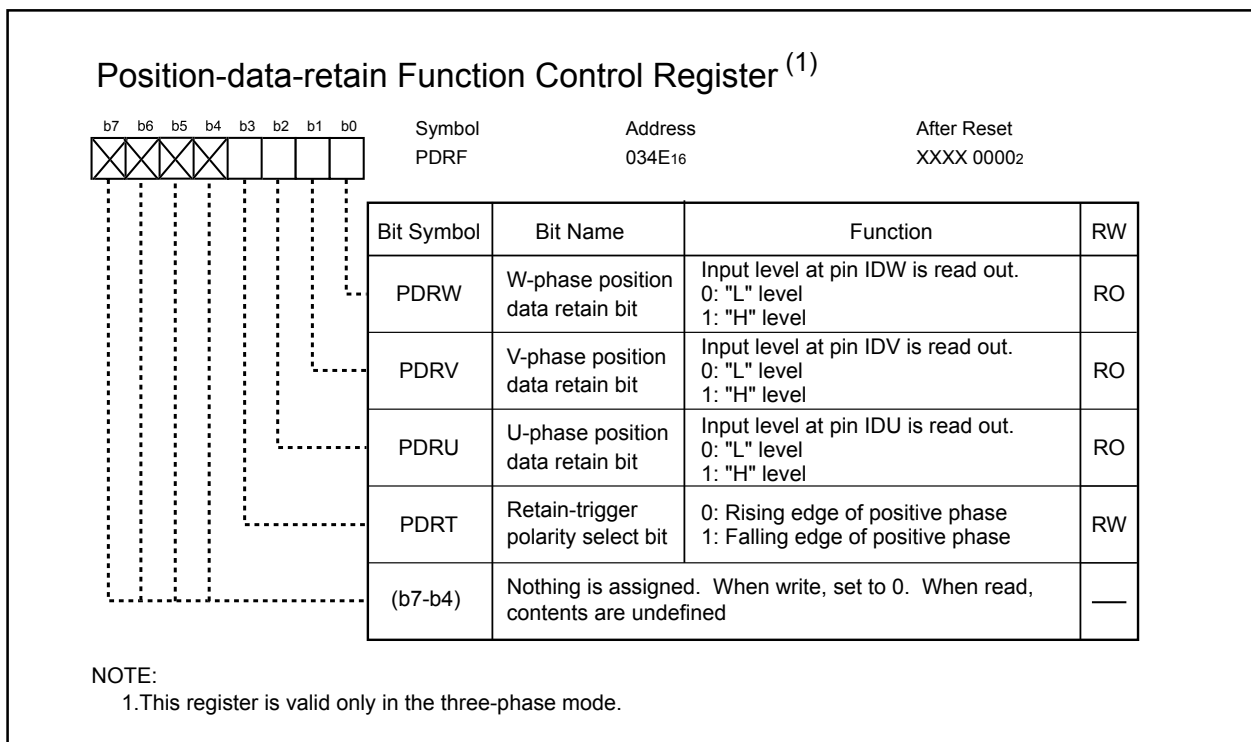 Position-data-retain Function Control Register (1)
b7 b6 b5 b4 b3 b2 b1 b0
Symbol Address After Reset
PDRF 034E16 XXXX 00002
Bit Symbol Bit Name Function RW
PDRW W-phase position data retain bit Input level at pin IDW is read out. RO
0: "L" level
1: "H" level
PDRV V-phase position data retain bit Input level at pin IDV is read out. RO
0: "L" level
1: "H" level
PDRU U-phase position data retain bit Input level at pin IDU is read out. RO
0: "L" level
1: "H" level
PDRT Retain-trigger polarity select bit 0: Rising edge of positive phase RW
1: Falling edge of positive phase
(b7-b4) Nothing is assigned. When write, set to 0. When read,
contents are undefined
NOTE:
1.This register is valid only in the three-phase mode.